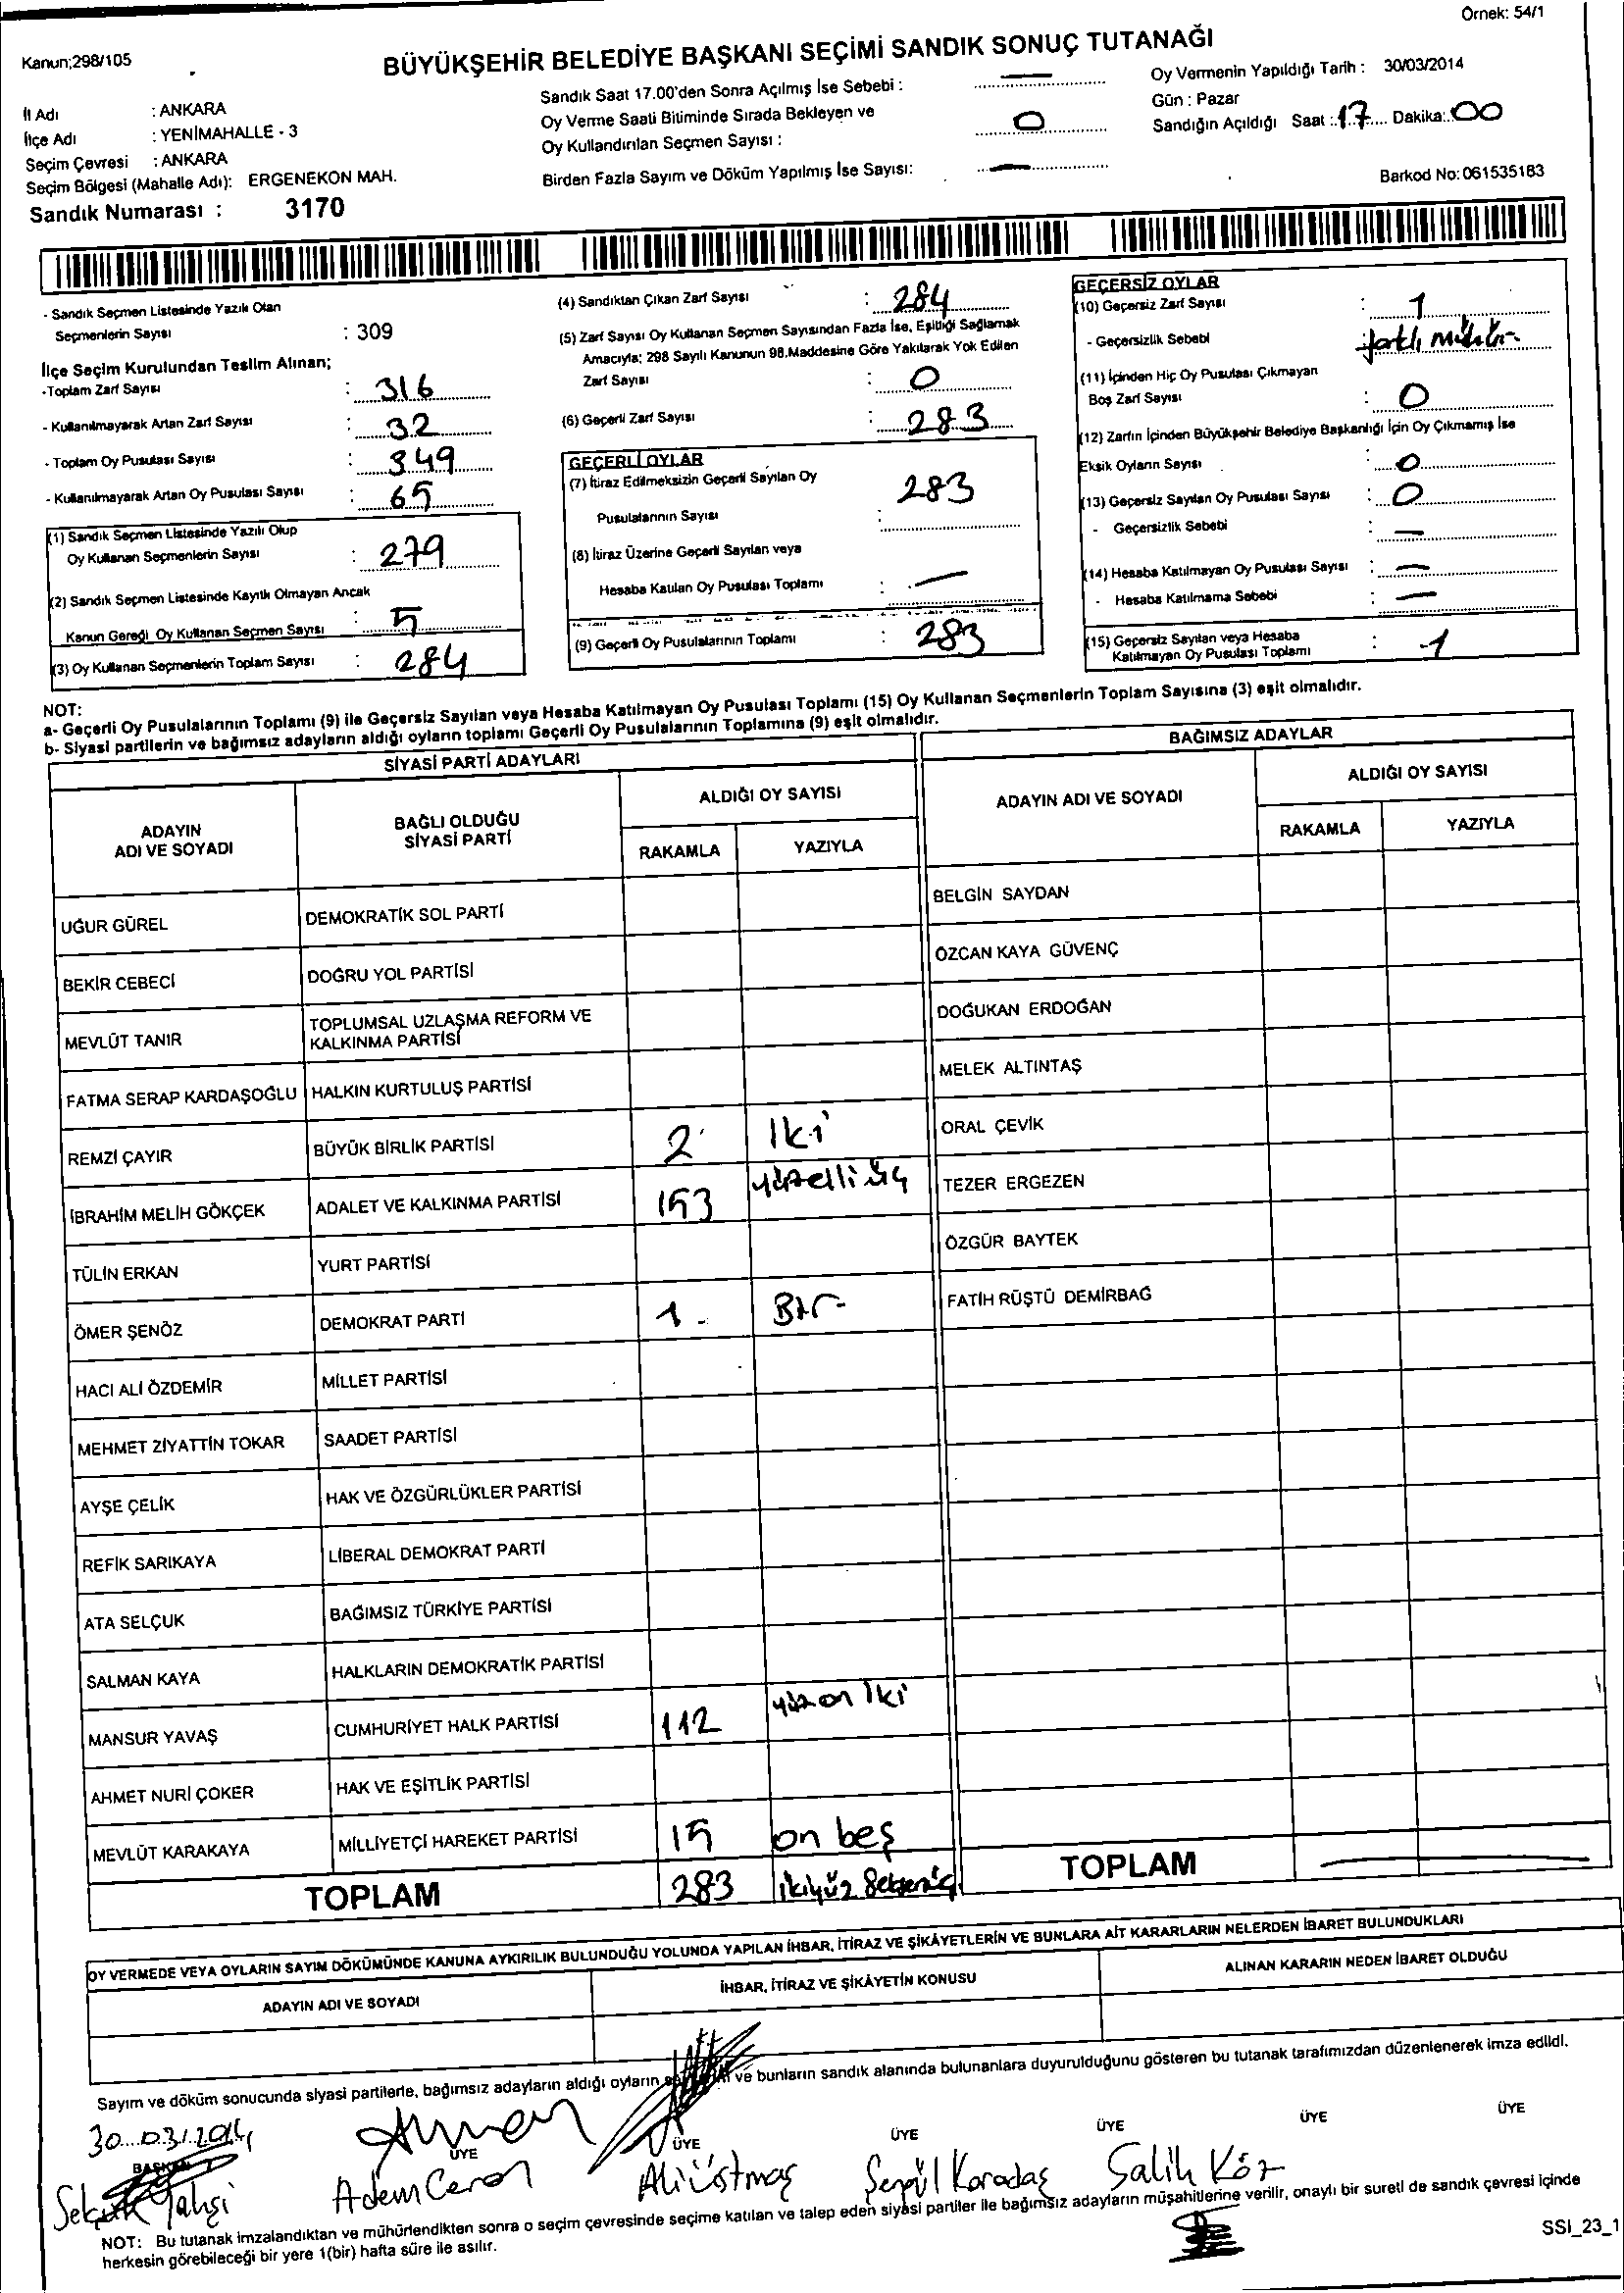 Örnek: 54/1
Kanun;298/105
BÜYÜKŞEHİR BELEDİYE BAŞKANI SEÇİMİ SANDIK SONUÇ TUTANAĞI
İl Adı : ANKARA
İlçe Adı : YENİMAHALLE - 3
Seçim Çevresi : ANKARA
Seçim Bölgesi (Mahalle Adı): ERGENEKON MAH.
Sandık Numarası : 3170
Sandık Saat 17.00'den Sonra Açılmış İse Sebebi : —
Oy Verme Saati Bitiminde Sırada Bekleyen ve
Oy Kullandırılan Seçmen Sayısı : 0
Birden Fazla Sayım ve Döküm Yapılmış İse Sayısı: —
Oy Vermenin Yapıldığı Tarih : 30/03/2014
Gün : Pazar
Sandığın Açıldığı Saat : 17 Dakika: 00
Barkod No: 061535183
- Sandık Seçmen Listesinde Yazılı Olan
Seçmenlerin Sayısı : 309
İlçe Seçim Kurulundan Teslim Alınan;
-Toplam Zarf Sayısı : 316
- Kullanılmayarak Artan Zarf Sayısı : 32
- Toplam Oy Pusulası Sayısı : 349
- Kullanılmayarak Artan Oy Pusulası Sayısı : 65
(1) Sandık Seçmen Listesinde Yazılı Olup
Oy Kullanan Seçmenlerin Sayısı : 279
(2) Sandık Seçmen Listesinde Kayıtlı Olmayan Ancak
Kanun Gereği Oy Kullanan Seçmen Sayısı : 5
(3) Oy Kullanan Seçmenlerin Toplam Sayısı : 284
(4) Sandıktan Çıkan Zarf Sayısı : 284
(5) Zarf Sayısı Oy Kullanan Seçmen Sayısından Fazla İse, Eşitliği Sağlamak
Amacıyla; 298 Sayılı Kanunun 98.Maddesine Göre Yakılarak Yok Edilen
Zarf Sayısı : 0
(6) Geçerli Zarf Sayısı : 283
GEÇERLİ OYLAR
(7) İtiraz Edilmeksizin Geçerli Sayılan Oy
Pusulalarının Sayısı : 283
(8) İtiraz Üzerine Geçerli Sayılan veya
Hesaba Katılan Oy Pusulası Toplamı : —
(9) Geçerli Oy Pusulalarının Toplamı : 283
GEÇERSİZ OYLAR
(10) Geçersiz Zarf Sayısı : 1
- Geçersizlik Sebebi : farklı mühür
(11) İçinden Hiç Oy Pusulası Çıkmayan
Boş Zarf Sayısı : 0
(12) Zarfın İçinden Büyükşehir Belediye Başkanlığı İçin Oy Çıkmamış İse
Eksik Oyların Sayısı : 0
(13) Geçersiz Sayılan Oy Pusulası Sayısı : 0
- Geçersizlik Sebebi : —
(14) Hesaba Katılmayan Oy Pusulası Sayısı : —
- Hesaba Katılmama Sebebi : —
(15) Geçersiz Sayılan veya Hesaba
Katılmayan Oy Pusulası Toplamı : 1
NOT:
a- Geçerli Oy Pusulalarının Toplamı (9) ile Geçersiz Sayılan veya Hesaba Katılmayan Oy Pusulası Toplamı (15) Oy Kullanan Seçmenlerin Toplam Sayısına (3) eşit olmalıdır.
b- Siyasi partilerin ve bağımsız adayların aldığı oyların toplamı Geçerli Oy Pusulalarının Toplamına (9) eşit olmalıdır.
SİYASİ PARTİ ADAYLARI
ADAYIN ADI VE SOYADI
BAĞLI OLDUĞU SİYASİ PARTİ
ALDIĞI OY SAYISI
RAKAMLA YAZIYLA
UĞUR GÜREL DEMOKRATİK SOL PARTİ
BEKİR CEBECİ DOĞRU YOL PARTİSİ
MEVLÜT TANIR TOPLUMSAL UZLAŞMA REFORM VE KALKINMA PARTİSİ
FATMA SERAP KARDAŞOĞLU HALKIN KURTULUŞ PARTİSİ
REMZİ ÇAYIR BÜYÜK BİRLİK PARTİSİ 2 iki
İBRAHİM MELİH GÖKÇEK ADALET VE KALKINMA PARTİSİ 153 yüzelli üç
TÜLİN ERKAN YURT PARTİSİ
ÖMER ŞENÖZ DEMOKRAT PARTİ 1 Bir
HACI ALİ ÖZDEMİR MİLLET PARTİSİ
MEHMET ZİYATTİN TOKAR SAADET PARTİSİ
AYŞE ÇELİK HAK VE ÖZGÜRLÜKLER PARTİSİ
REFİK SARIKAYA LİBERAL DEMOKRAT PARTİ
ATA SELÇUK BAĞIMSIZ TÜRKİYE PARTİSİ
SALMAN KAYA HALKLARIN DEMOKRATİK PARTİSİ
MANSUR YAVAŞ CUMHURİYET HALK PARTİSİ 112 yüz on iki
AHMET NURİ ÇOKER HAK VE EŞİTLİK PARTİSİ
MEVLÜT KARAKAYA MİLLİYETÇİ HAREKET PARTİSİ 15 on beş
TOPLAM 283 ikiyüz seksen üç
BAĞIMSIZ ADAYLAR
ADAYIN ADI VE SOYADI
ALDIĞI OY SAYISI
RAKAMLA YAZIYLA
BELGİN SAYDAN
ÖZCAN KAYA GÜVENÇ
DOĞUKAN ERDOĞAN
MELEK ALTINTAŞ
ORAL ÇEVİK
TEZER ERGEZEN
ÖZGÜR BAYTEK
FATİH RÜŞTÜ DEMİRBAĞ
TOPLAM —
OY VERMEDE VEYA OYLARIN SAYIM DÖKÜMÜNDE KANUNA AYKIRILIK BULUNDUĞU YOLUNDA YAPILAN İHBAR, İTİRAZ VE ŞİKÂYETLERİN VE BUNLARA AİT KARARLARIN NELERDEN İBARET BULUNDUKLARI
ADAYIN ADI VE SOYADI
İHBAR, İTİRAZ VE ŞİKÂYETİN KONUSU
ALINAN KARARIN NEDEN İBARET OLDUĞU
Sayım ve döküm sonucunda siyasi partilerle, bağımsız adayların aldığı oyların ve bunların sandık alanında bulunanlara duyurulduğunu gösteren bu tutanak tarafımızdan düzenlenerek imza edildi.
30.03.2014
BAŞKAN ÜYE ÜYE ÜYE ÜYE ÜYE ÜYE
Selçuk Adem Ceran Ali Üstmaş Serpil Karadaş Salih Köz
NOT: Bu tutanak imzalandıktan ve mühürlendikten sonra o seçim çevresinde seçime katılan ve talep eden siyasi partiler ile bağımsız adayların müşahitlerine verilir, onaylı bir sureti de sandık çevresi içinde
herkesin görebileceği bir yere 1(bir) hafta süre ile asılır.
SSI_23_1